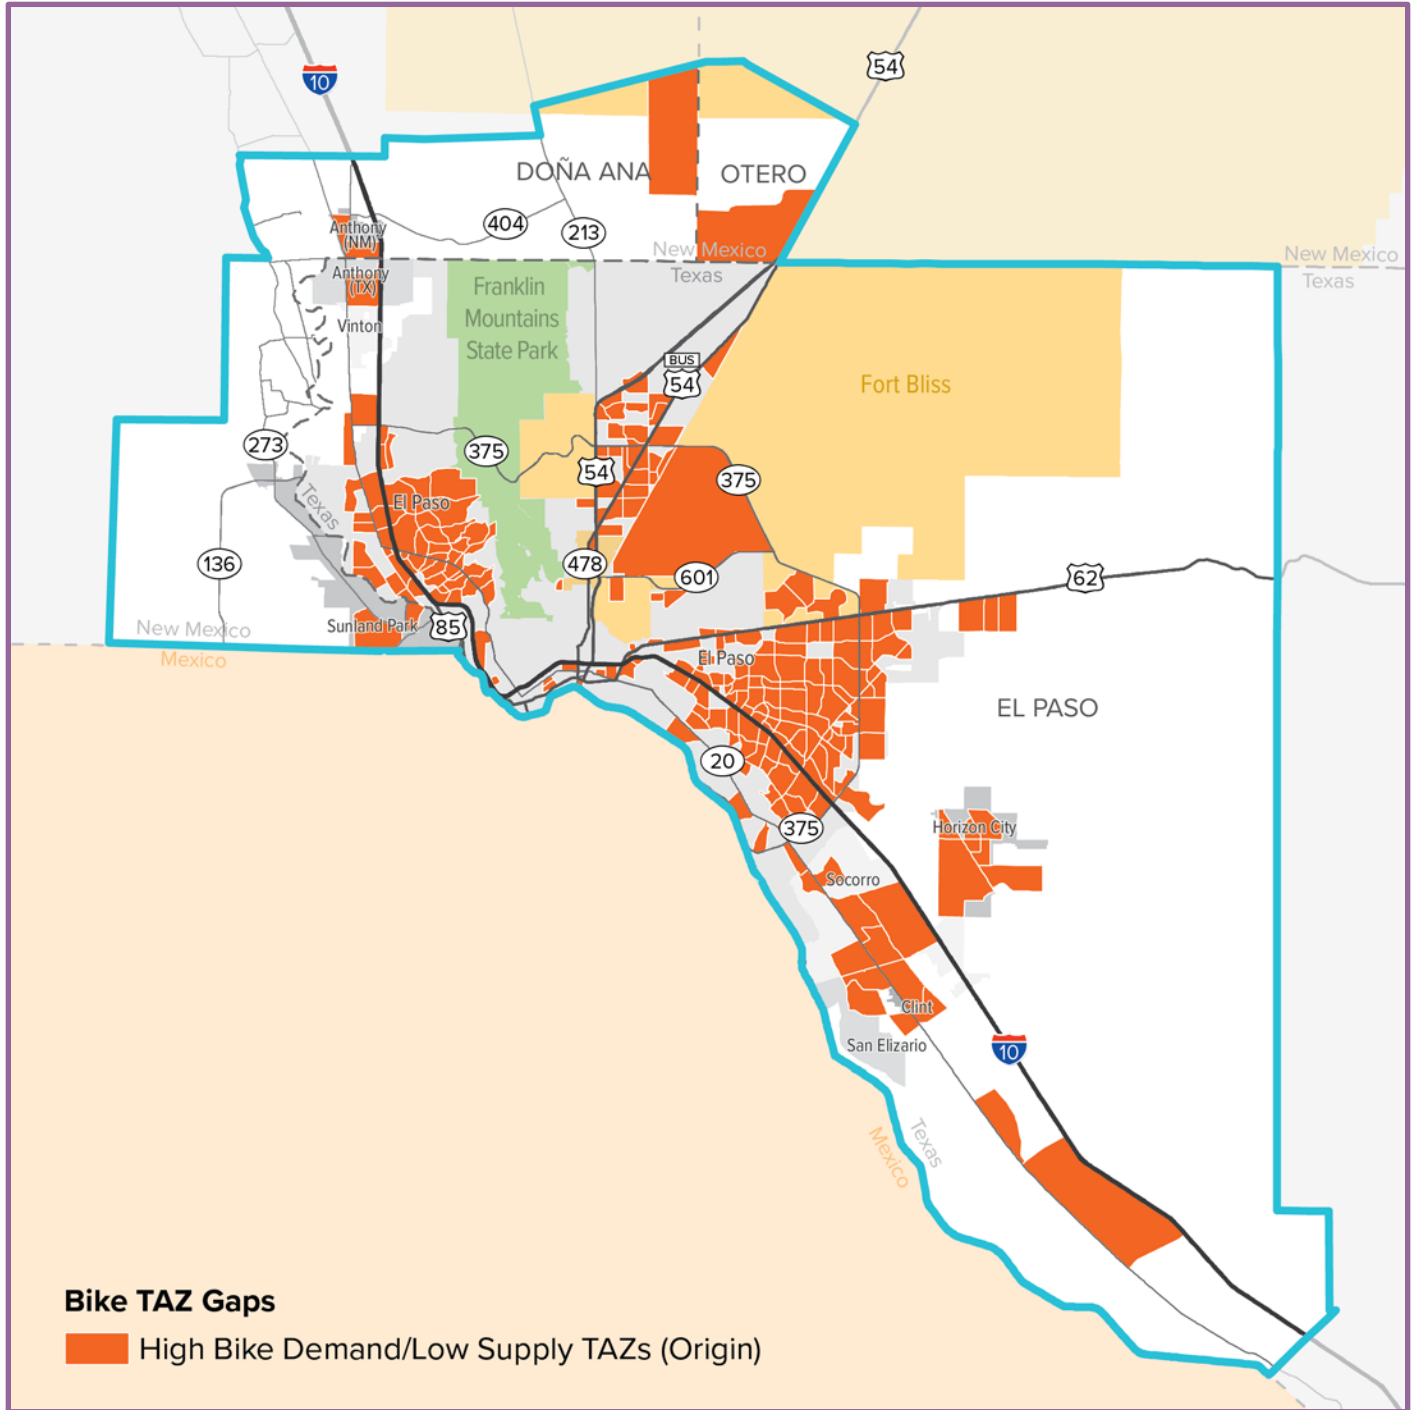 54
10
DOÑA ANA
OTERO
404
213
Anthony
(NM)
New Mexico
Texas
New Mexico
Texas
Anthony
(TX)
Franklin
Mountains
State Park
Vinton
BUS
54
Fort Bliss
273
375
54
375
El Paso
Texas
136
478
601
62
New Mexico
Mexico
Sunland Park
85
El Paso
EL PASO
20
375
Horizon City
Socorro
Clint
San Elizario
10
Texas
Mexico
Bike TAZ Gaps
High Bike Demand/Low Supply TAZs (Origin)